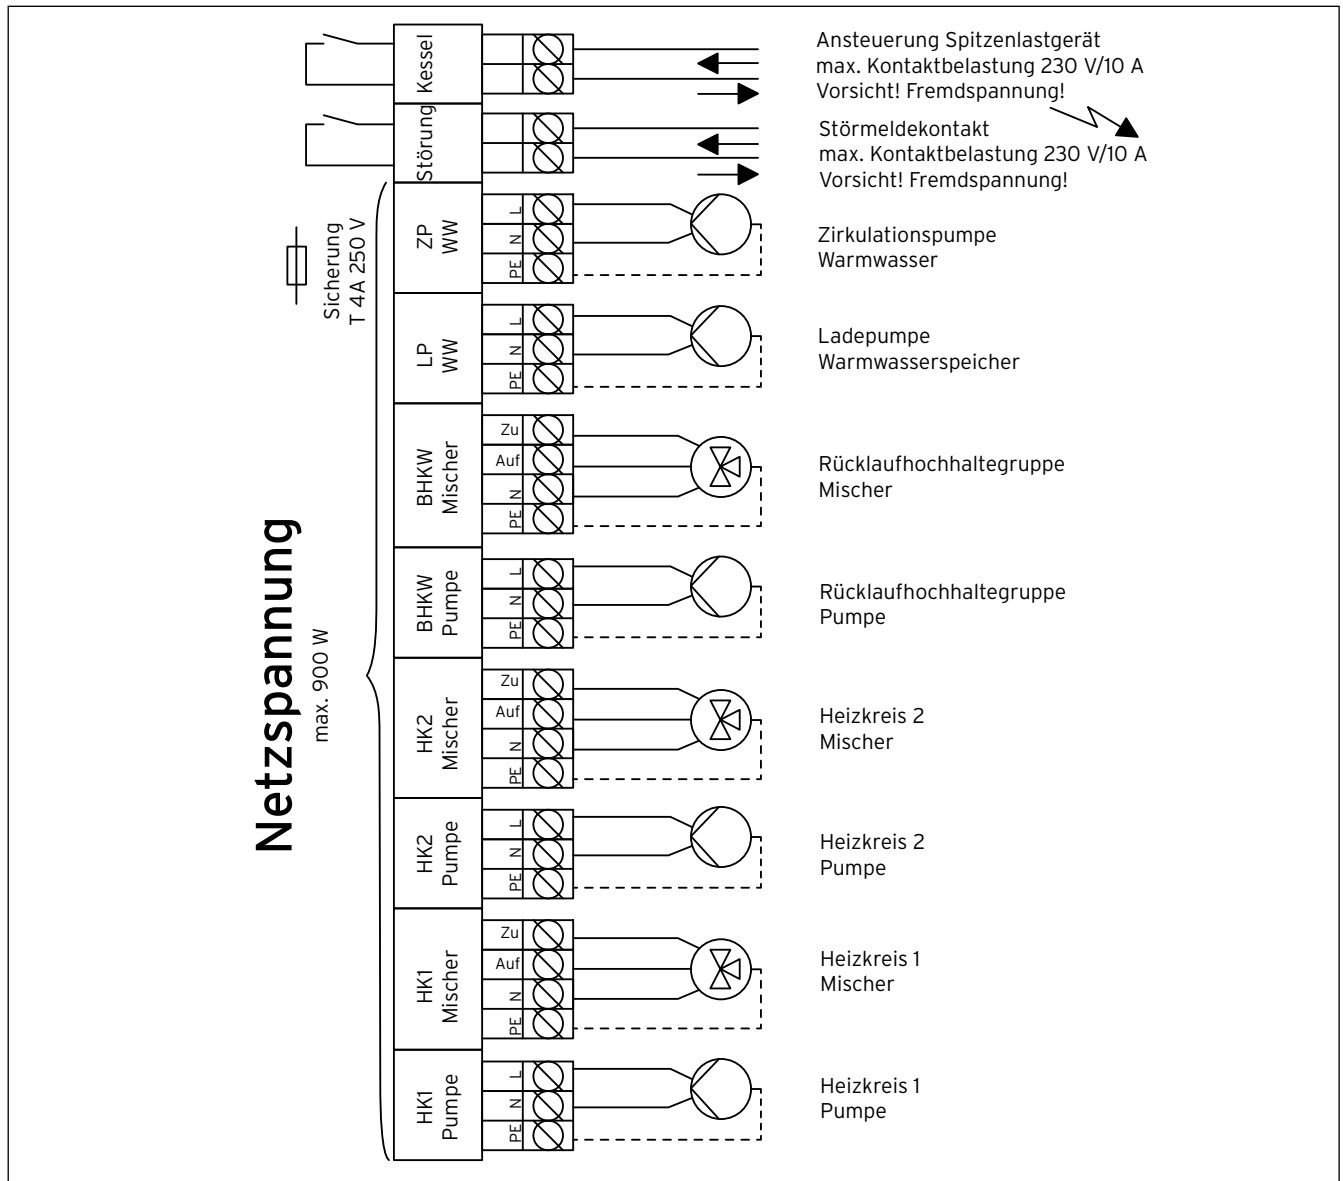 Kessel
Ansteuerung Spitzenlastgerät
max. Kontaktbelastung 230 V/10 A
Vorsicht! Fremdspannung!
Störung
Störmeldekontakt
max. Kontaktbelastung 230 V/10 A
Vorsicht! Fremdspannung!
Netzspannung
max. 900 W
Sicherung
T 4A 250 V
ZP
WW
L
N
PE
Zirkulationspumpe
Warmwasser
LP
WW
L
N
PE
Ladepumpe
Warmwasserspeicher
BHKW
Mischer
Zu
Auf
N
PE
Rücklaufhochhaltegruppe
Mischer
BHKW
Pumpe
L
N
PE
Rücklaufhochhaltegruppe
Pumpe
HK2
Mischer
Zu
Auf
N
PE
Heizkreis 2
Mischer
HK2
Pumpe
L
N
PE
Heizkreis 2
Pumpe
HK1
Mischer
Zu
Auf
N
PE
Heizkreis 1
Mischer
HK1
Pumpe
L
N
PE
Heizkreis 1
Pumpe